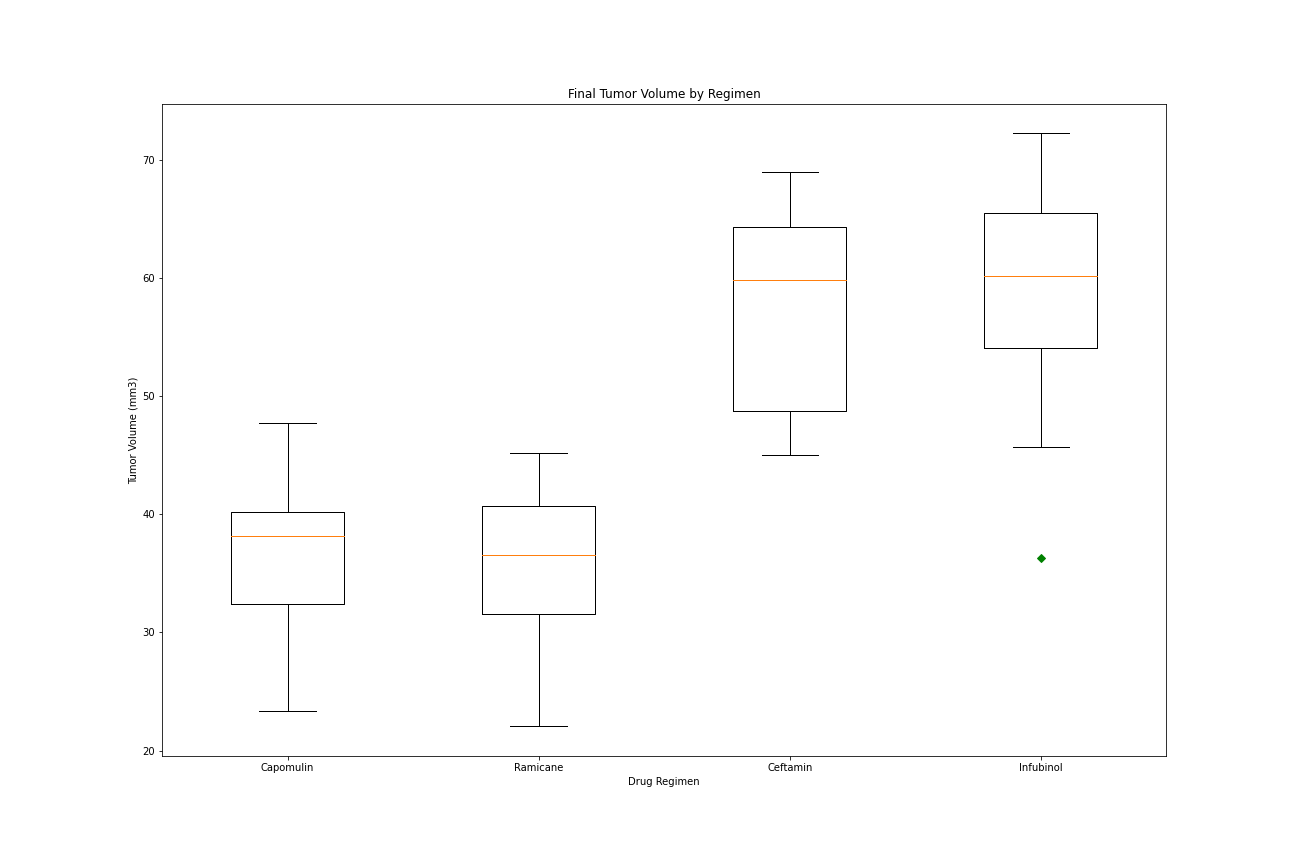 Final Tumor Volume by Regimen
70
60
50
40
30
20
Tumor Volume (mm3)
Capomulin Ramicane Ceftamin Infubinol
Drug Regimen